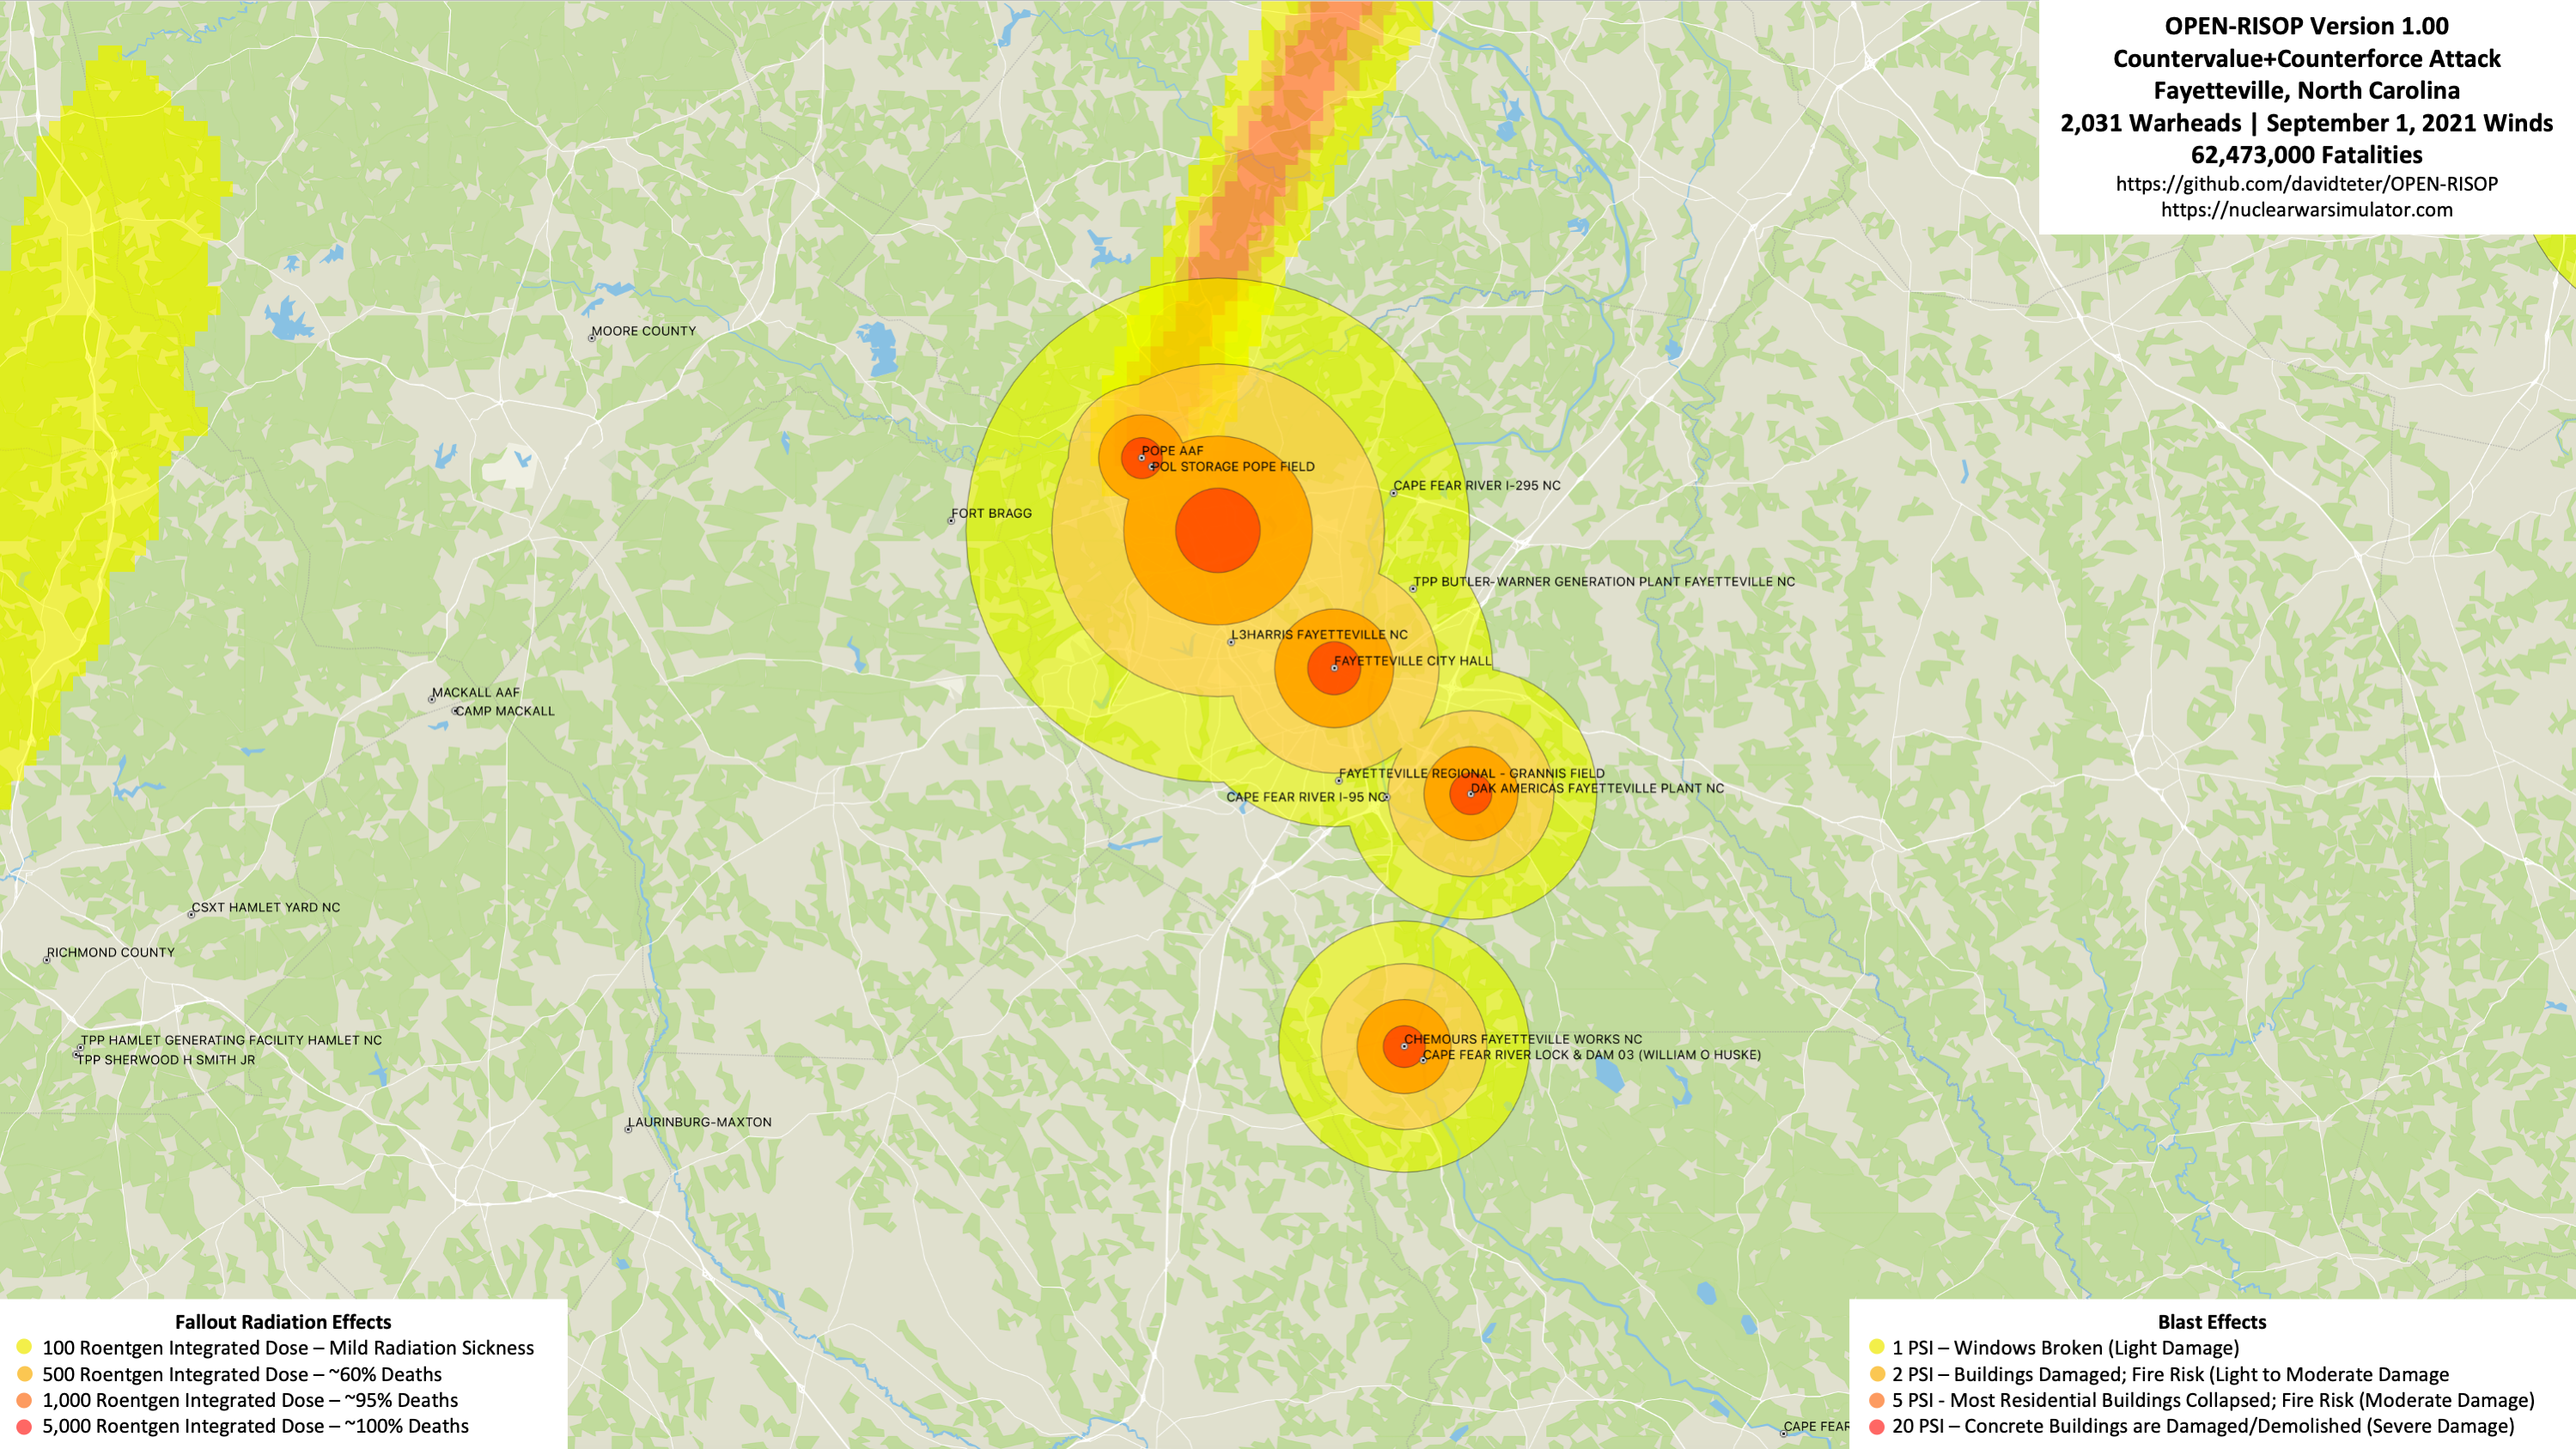 OPEN-RISOP Version 1.00
Countervalue+Counterforce Attack
Fayetteville, North Carolina
2,031 Warheads | September 1, 2021 Winds
62,473,000 Fatalities
https://github.com/davidteter/OPEN-RISOP
https://nuclearwarsimulator.com
MOORE COUNTY
POPE AAF
POL STORAGE POPE FIELD
CAPE FEAR RIVER I-295 NC
FORT BRAGG
TPP BUTLER-WARNER GENERATION PLANT FAYETTEVILLE NC
L3HARRIS FAYETTEVILLE NC
FAYETTEVILLE CITY HALL
MACKALL AAF
CAMP MACKALL
FAYETTEVILLE REGIONAL - GRANNIS FIELD
DAK AMERICAS FAYETTEVILLE PLANT NC
CAPE FEAR RIVER I-95 NC
CSXT HAMLET YARD NC
RICHMOND COUNTY
TPP HAMLET GENERATING FACILITY HAMLET NC
TPP SHERWOOD H SMITH JR
CHEMOURS FAYETTEVILLE WORKS NC
CAPE FEAR RIVER LOCK & DAM 03 (WILLIAM O HUSKE)
LAURINBURG-MAXTON
CAPE FEAR
Fallout Radiation Effects
100 Roentgen Integrated Dose – Mild Radiation Sickness
500 Roentgen Integrated Dose – ~60% Deaths
1,000 Roentgen Integrated Dose – ~95% Deaths
5,000 Roentgen Integrated Dose – ~100% Deaths
Blast Effects
1 PSI – Windows Broken (Light Damage)
2 PSI – Buildings Damaged; Fire Risk (Light to Moderate Damage
5 PSI - Most Residential Buildings Collapsed; Fire Risk (Moderate Damage)
20 PSI – Concrete Buildings are Damaged/Demolished (Severe Damage)